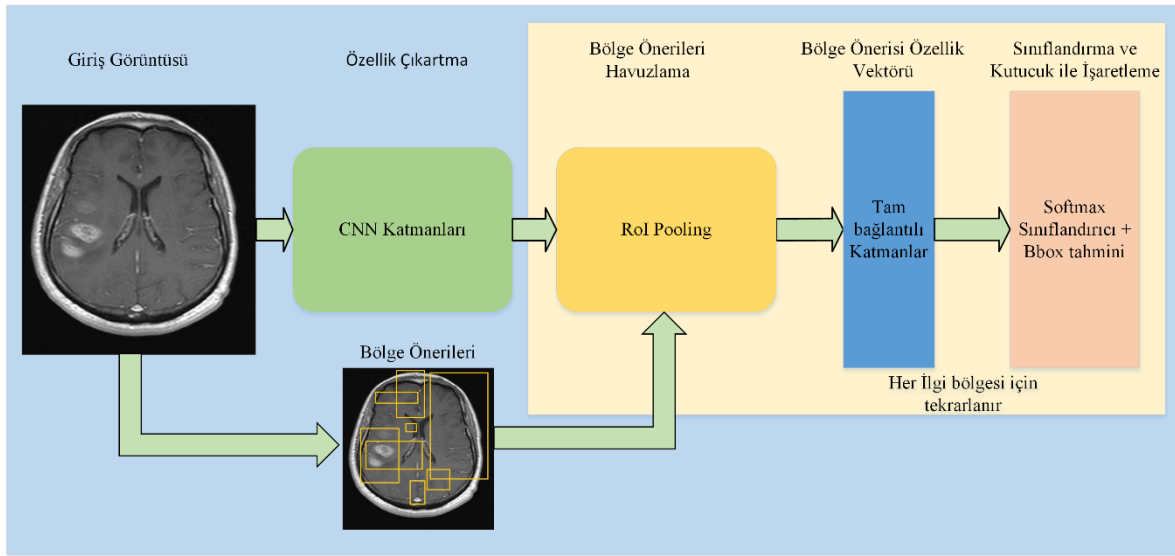 Giriş Görüntüsü
Özellik Çıkartma
Bölge Önerileri
Havuzlama
Bölge Önerisi Özellik
Vektörü
Sınıflandırma ve
Kutucuk ile İşaretleme
CNN Katmanları
RoI Pooling
Tam
bağlantılı
Katmanlar
Softmax
Sınıflandırıcı +
Bbox tahmini
Bölge Önerileri
Her İlgi bölgesi için
tekrarlanır